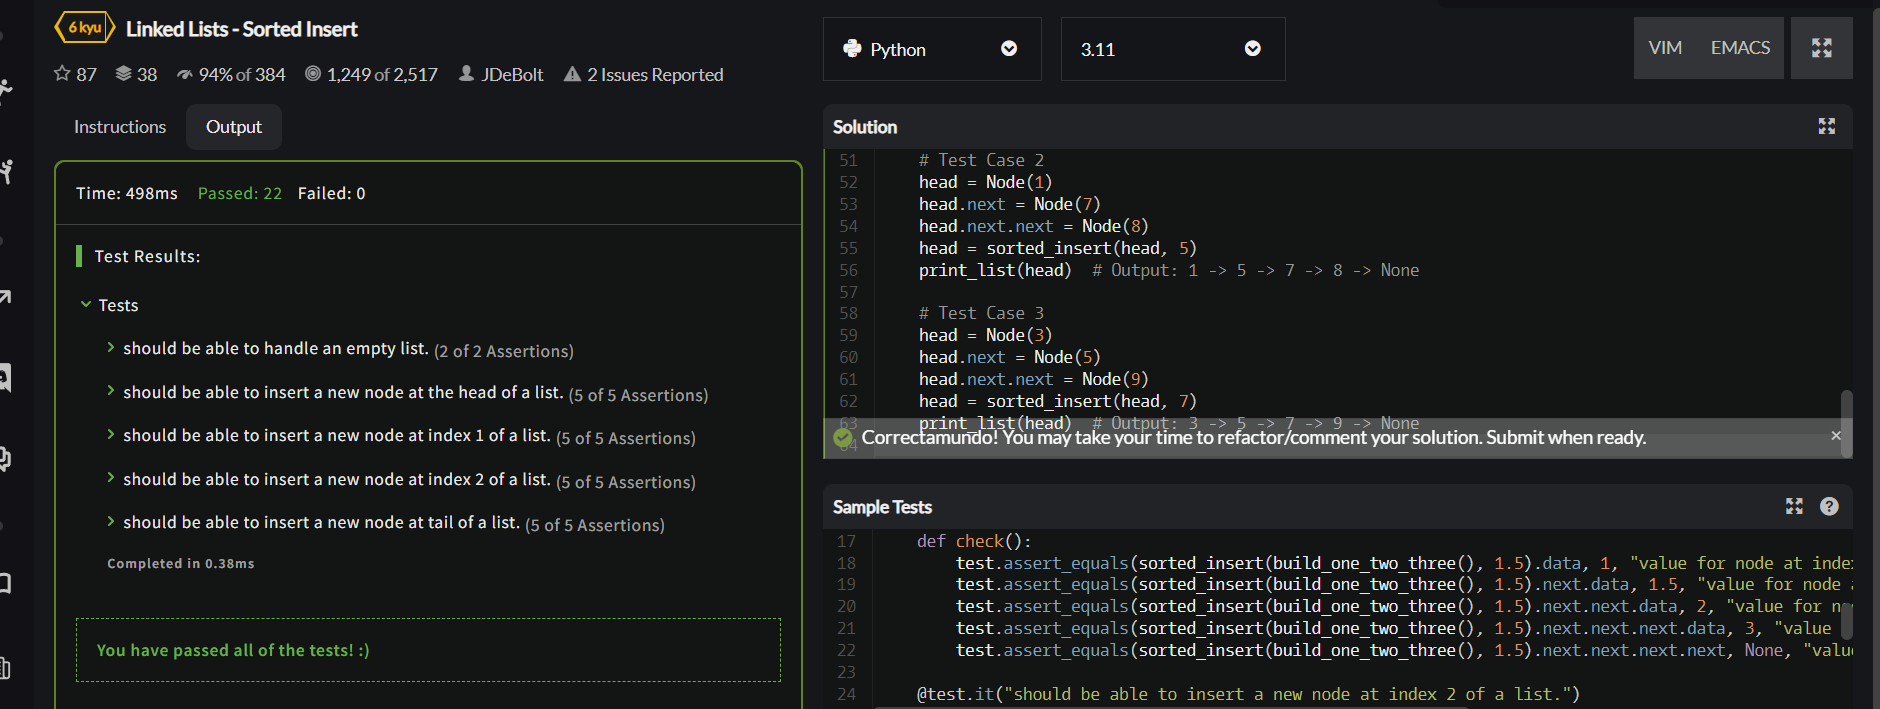 6 kyu Linked Lists - Sorted Insert
87 38 94% of 384 1,249 of 2,517 JDeBolt 2 Issues Reported
Instructions Output
Time: 498ms Passed: 22 Failed: 0
Test Results:
Tests
should be able to handle an empty list. (2 of 2 Assertions)
should be able to insert a new node at the head of a list. (5 of 5 Assertions)
should be able to insert a new node at index 1 of a list. (5 of 5 Assertions)
should be able to insert a new node at index 2 of a list. (5 of 5 Assertions)
should be able to insert a new node at tail of a list. (5 of 5 Assertions)
Completed in 0.38ms
You have passed all of the tests! :)
Python 3.11 VIM EMACS
Solution
51 # Test Case 2
52 head = Node(1)
53 head.next = Node(7)
54 head.next.next = Node(8)
55 head = sorted_insert(head, 5)
56 print_list(head)  # Output: 1 -> 5 -> 7 -> 8 -> None
57
58 # Test Case 3
59 head = Node(3)
60 head.next = Node(5)
61 head.next.next = Node(9)
62 head = sorted_insert(head, 7)
63 print_list(head)  # Output: 3 -> 5 -> 7 -> 9 -> None
64
Correctamundo! You may take your time to refactor/comment your solution. Submit when ready. ×
Sample Tests ?
17 def check():
18 test.assert_equals(sorted_insert(build_one_two_three(), 1.5).data, 1, "value for node at index
19 test.assert_equals(sorted_insert(build_one_two_three(), 1.5).next.data, 1.5, "value for node
20 test.assert_equals(sorted_insert(build_one_two_three(), 1.5).next.next.data, 2, "value for
21 test.assert_equals(sorted_insert(build_one_two_three(), 1.5).next.next.next.data, 3, "value
22 test.assert_equals(sorted_insert(build_one_two_three(), 1.5).next.next.next.next, None, "valu
23
24 @test.it("should be able to insert a new node at index 2 of a list.")